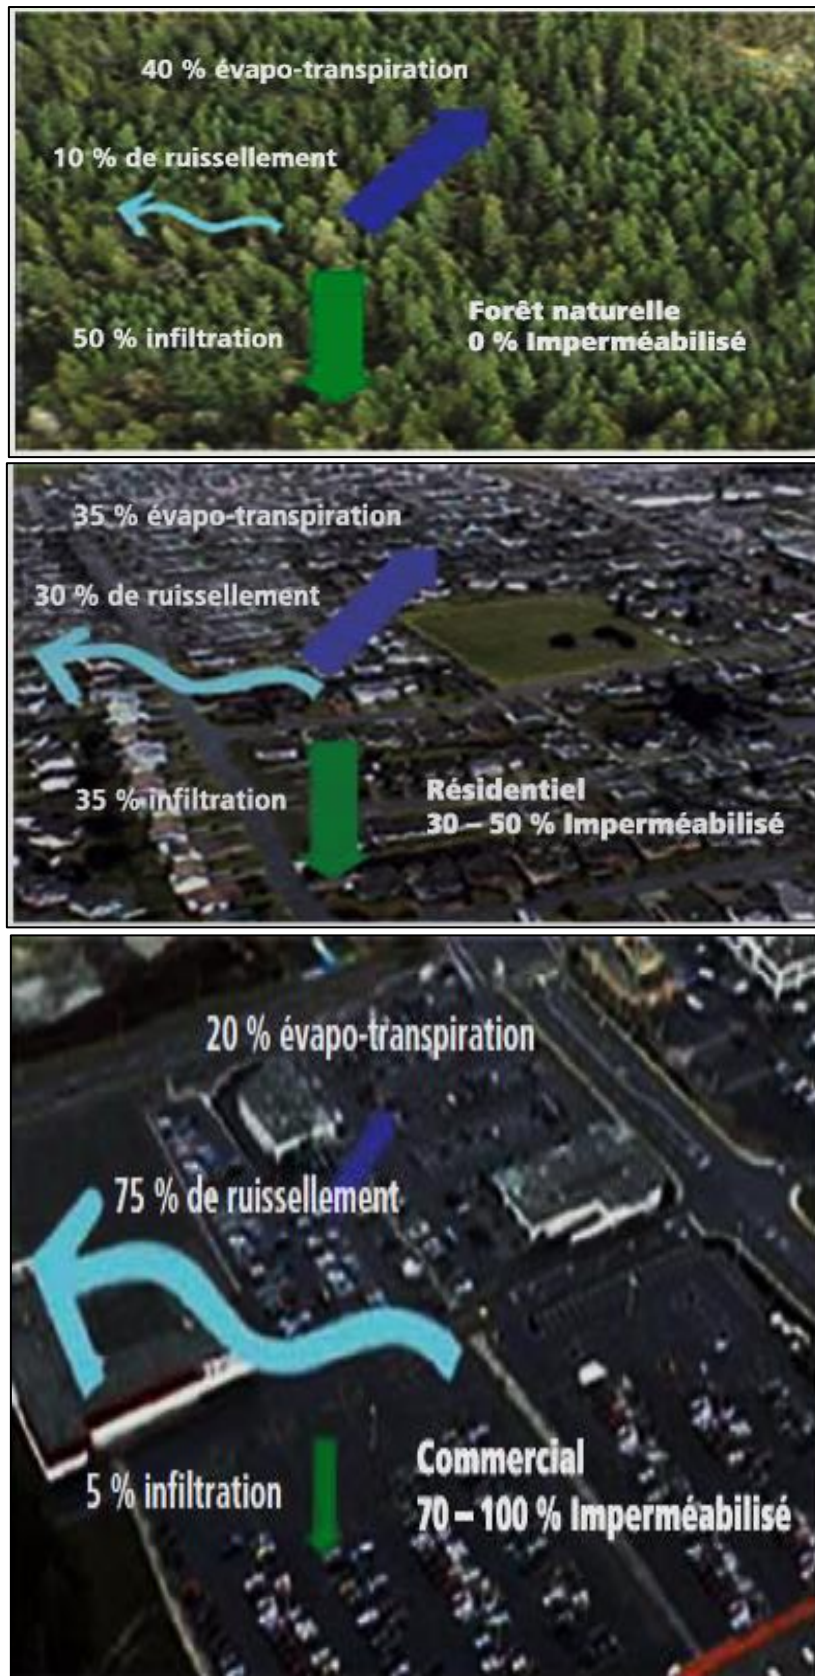 40 % évapo-transpiration
10 % de ruissellement
50 % infiltration
Forêt naturelle
0 % Imperméabilisé
35 % évapo-transpiration
30 % de ruissellement
35 % infiltration
Résidentiel
30 – 50 % Imperméabilisé
20 % évapo-transpiration
75 % de ruissellement
5 % infiltration
Commercial
70 – 100 % Imperméabilisé